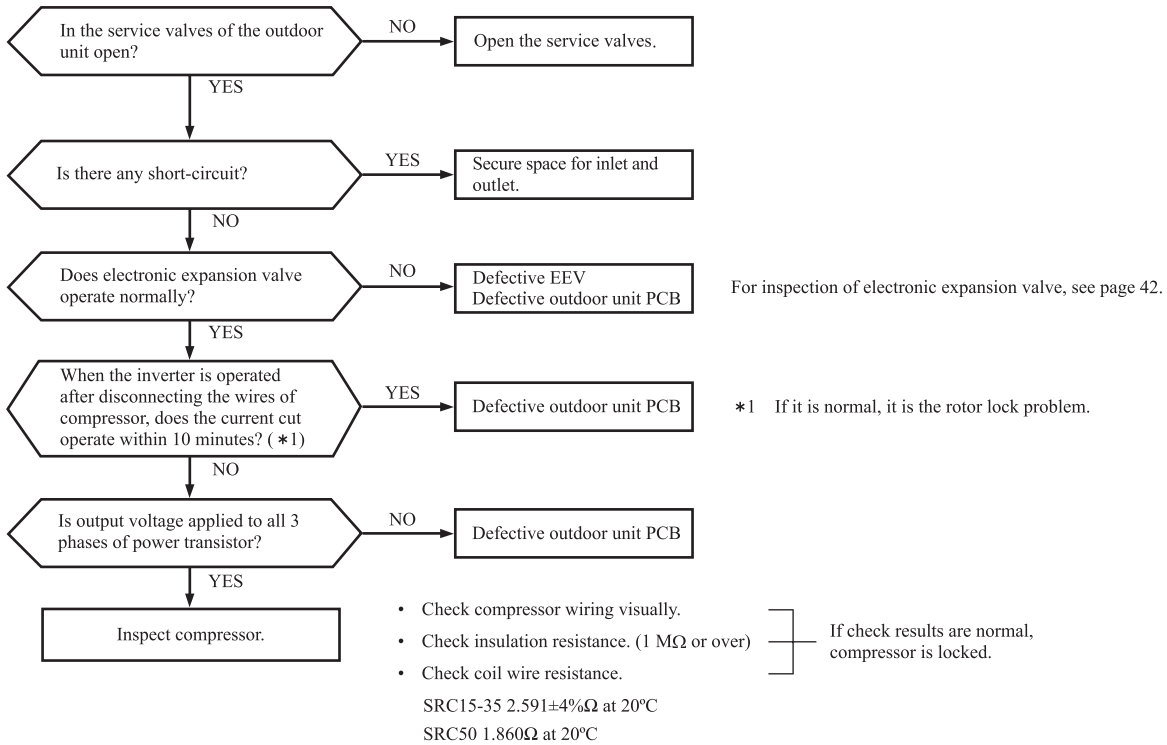 In the service valves of the outdoor
unit open?
NO
Open the service valves.
YES
Is there any short-circuit?
YES
Secure space for inlet and
outlet.
NO
Does electronic expansion valve
operate normally?
NO
Defective EEV
Defective outdoor unit PCB
For inspection of electronic expansion valve, see page 42.
YES
When the inverter is operated
after disconnecting the wires of
compressor, does the current cut
operate within 10 minutes? ( *1)
YES
Defective outdoor unit PCB
*1 If it is normal, it is the rotor lock problem.
NO
Is output voltage applied to all 3
phases of power transistor?
NO
Defective outdoor unit PCB
YES
Inspect compressor.
• Check compressor wiring visually.
• Check insulation resistance. (1 MΩ or over)
• Check coil wire resistance.
SRC15-35 2.591±4%Ω at 20ºC
SRC50 1.860Ω at 20ºC
If check results are normal,
compressor is locked.